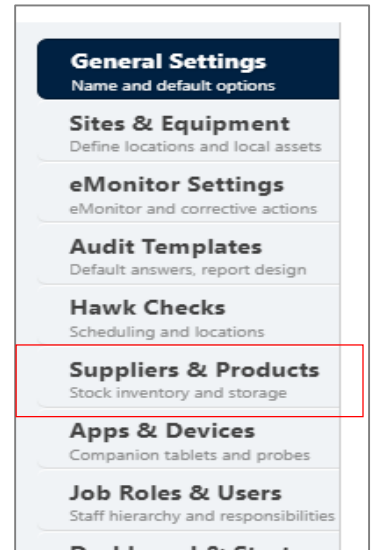 General Settings
Name and default options
Sites & Equipment
Define locations and local assets
eMonitor Settings
eMonitor and corrective actions
Audit Templates
Default answers, report design
Hawk Checks
Scheduling and locations
Suppliers & Products
Stock inventory and storage
Apps & Devices
Companion tablets and probes
Job Roles & Users
Staff hierarchy and responsibilities